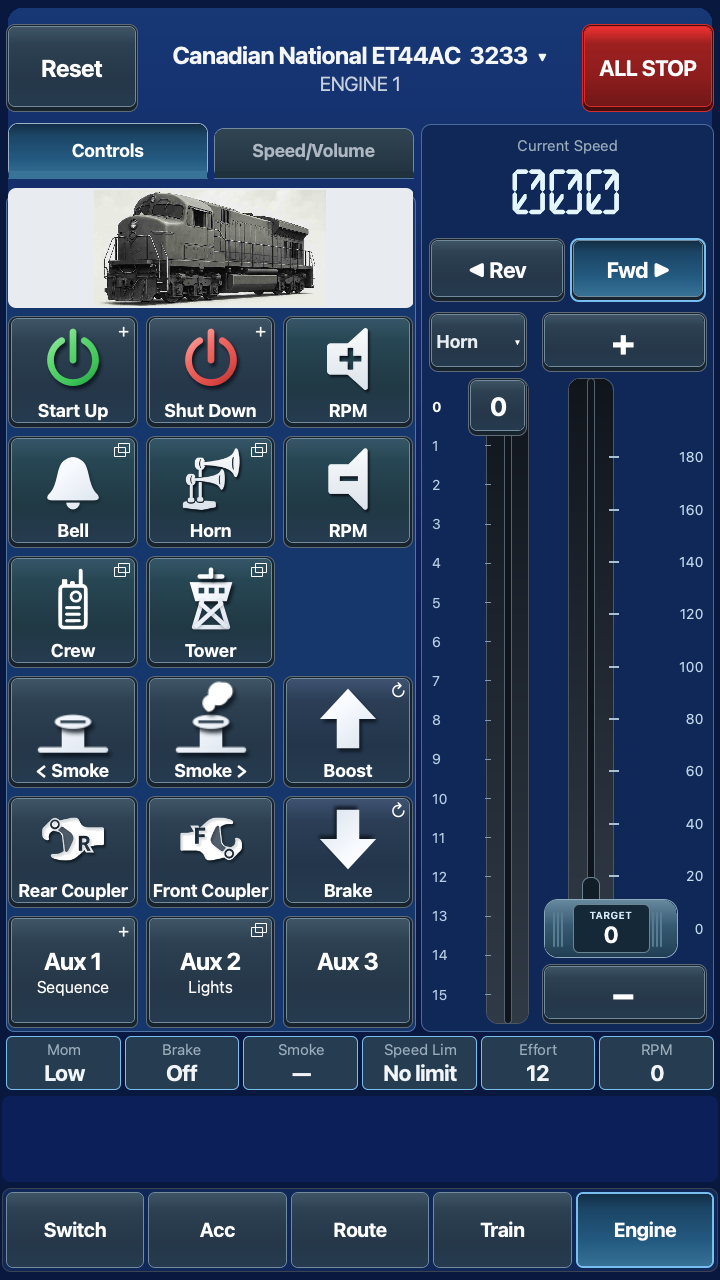 Reset
Canadian National ET44AC 3233 ▾
ENGINE 1
ALL STOP
Controls
Speed/Volume
Current Speed
000
◀ Rev
Fwd ▶
Horn ▾
+
Start Up
Shut Down
RPM
Bell
Horn
RPM
Crew
Tower
< Smoke
Smoke >
Boost
R
Rear Coupler
F
Front Coupler
Brake
Aux 1
Sequence
Aux 2
Lights
Aux 3
0
0
1
2
3
4
5
6
7
8
9
10
11
12
13
14
15
180
160
140
120
100
80
60
40
20
0
TARGET
0
−
Mom
Low
Brake
Off
Smoke
—
Speed Lim
No limit
Effort
12
RPM
0
Switch
Acc
Route
Train
Engine